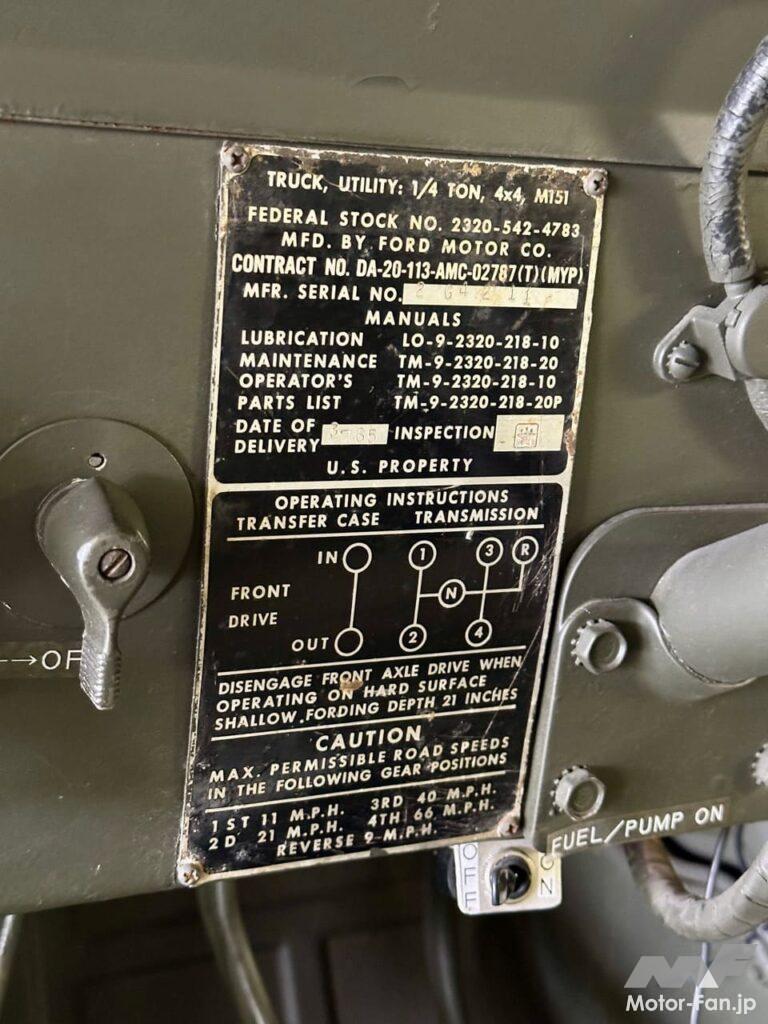 TRUCK, UTILITY: 1/4 TON, 4x4, M151
FEDERAL STOCK NO. 2320-542-4783
MFD. BY FORD MOTOR CO.
CONTRACT NO. DA-20-113-AMC-02787(T)(MYP)
MFR. SERIAL NO.
MANUALS
LUBRICATION LO-9-2320-218-10
MAINTENANCE TM-9-2320-218-20
OPERATOR'S TM-9-2320-218-10
PARTS LIST TM-9-2320-218-20P
DATE OF DELIVERY 3-65 INSPECTION
U.S. PROPERTY
OPERATING INSTRUCTIONS
TRANSFER CASE TRANSMISSION
IN 1 3 R
FRONT DRIVE N
OUT 2 4
DISENGAGE FRONT AXLE DRIVE WHEN
OPERATING ON HARD SURFACE
SHALLOW FORDING DEPTH 21 INCHES
CAUTION
MAX. PERMISSIBLE ROAD SPEEDS
IN THE FOLLOWING GEAR POSITIONS
1ST 11 M.P.H. 3RD 40 M.P.H.
2D 21 M.P.H. 4TH 66 M.P.H.
REVERSE 9 M.P.H.
→OF
FUEL/PUMP ON
OFF ON
MF
Motor-Fan.jp